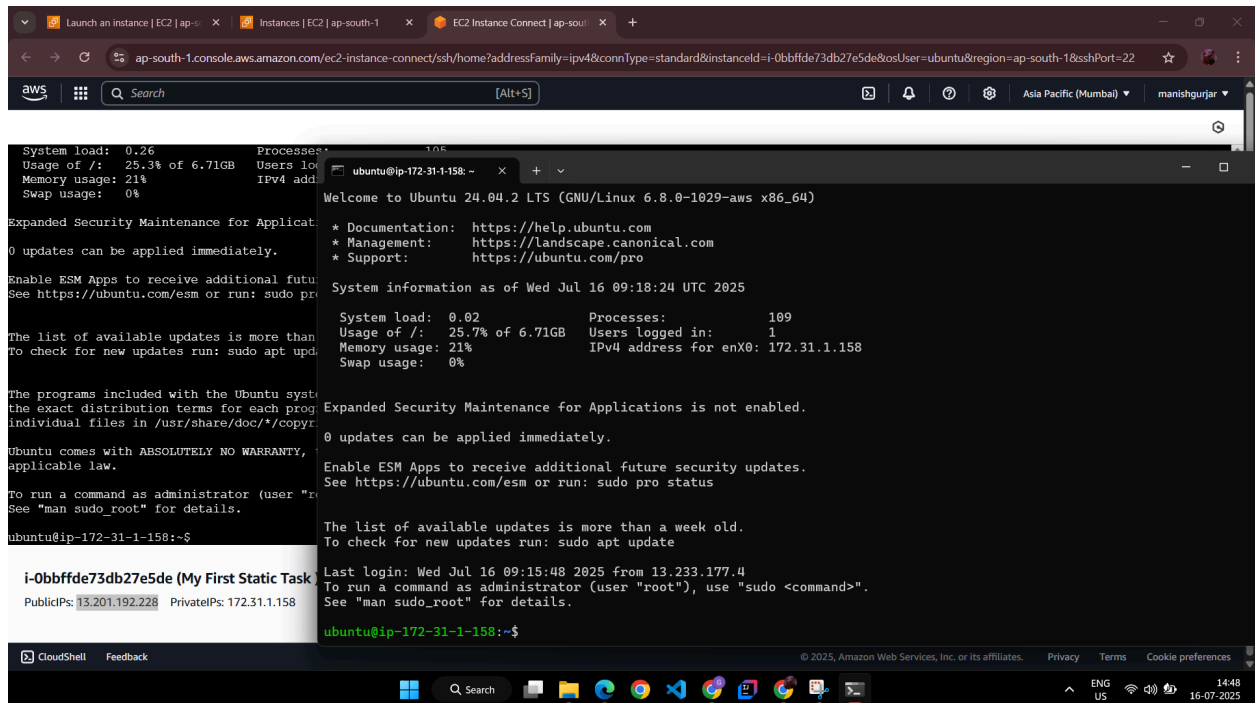 Launch an instance | EC2 | ap-so
Instances | EC2 | ap-south-1
EC2 Instance Connect | ap-sout
ap-south-1.console.aws.amazon.com/ec2-instance-connect/ssh/home?addressFamily=ipv4&connType=standard&instanceId=i-0bbffde73db27e5de&osUser=ubuntu&region=ap-south-1&sshPort=22
aws
Search [Alt+S]
Asia Pacific (Mumbai) ▼ manishgurjar ▼
System load: 0.26 Processes: 105
Usage of /: 25.3% of 6.71GB Users lo
Memory usage: 21% IPv4 add
Swap usage: 0%
Expanded Security Maintenance for Applicat
0 updates can be applied immediately.
Enable ESM Apps to receive additional futu
See https://ubuntu.com/esm or run: sudo pr
The list of available updates is more than
To check for new updates run: sudo apt upd
The programs included with the Ubuntu syst
the exact distribution terms for each prog
individual files in /usr/share/doc/*/copyr
Ubuntu comes with ABSOLUTELY NO WARRANTY,
applicable law.
To run a command as administrator (user "r
See "man sudo_root" for details.
ubuntu@ip-172-31-1-158:~$
i-0bbffde73db27e5de (My First Static Task )
PublicIPs: 13.201.192.228 PrivateIPs: 172.31.1.158
ubuntu@ip-172-31-1-158: ~
Welcome to Ubuntu 24.04.2 LTS (GNU/Linux 6.8.0-1029-aws x86_64)
* Documentation: https://help.ubuntu.com
* Management: https://landscape.canonical.com
* Support: https://ubuntu.com/pro
System information as of Wed Jul 16 09:18:24 UTC 2025
System load: 0.02 Processes: 109
Usage of /: 25.7% of 6.71GB Users logged in: 1
Memory usage: 21% IPv4 address for enX0: 172.31.1.158
Swap usage: 0%
Expanded Security Maintenance for Applications is not enabled.
0 updates can be applied immediately.
Enable ESM Apps to receive additional future security updates.
See https://ubuntu.com/esm or run: sudo pro status
The list of available updates is more than a week old.
To check for new updates run: sudo apt update
Last login: Wed Jul 16 09:15:48 2025 from 13.233.177.4
To run a command as administrator (user "root"), use "sudo <command>".
See "man sudo_root" for details.
ubuntu@ip-172-31-1-158:~$
CloudShell Feedback
© 2025, Amazon Web Services, Inc. or its affiliates. Privacy Terms Cookie preferences
Search
ENG
US
14:48
16-07-2025